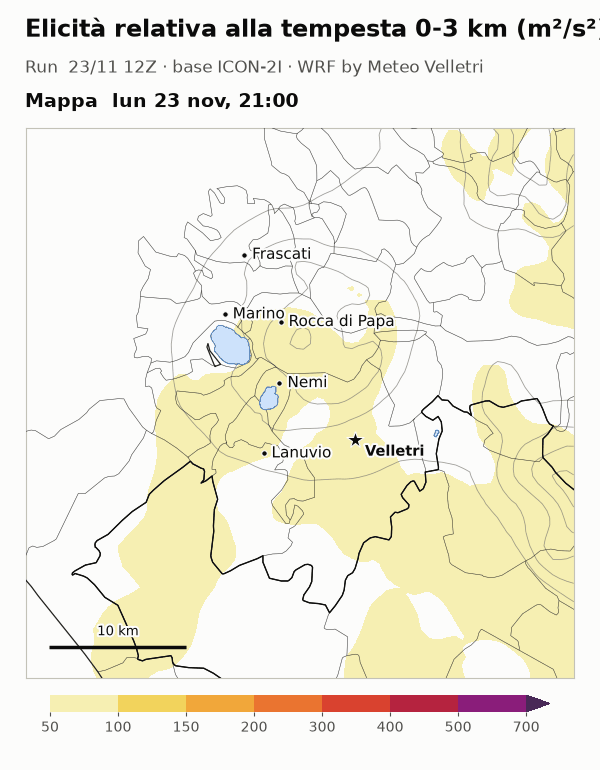 Elicità relativa alla tempesta 0-3 km (m²/s²)
Run 23/11 12Z · base ICON-2I · WRF by Meteo Velletri
Mappa lun 23 nov, 21:00
Frascati
Marino
Rocca di Papa
Nemi
Velletri
Lanuvio
10 km
50 100 150 200 300 400 500 700